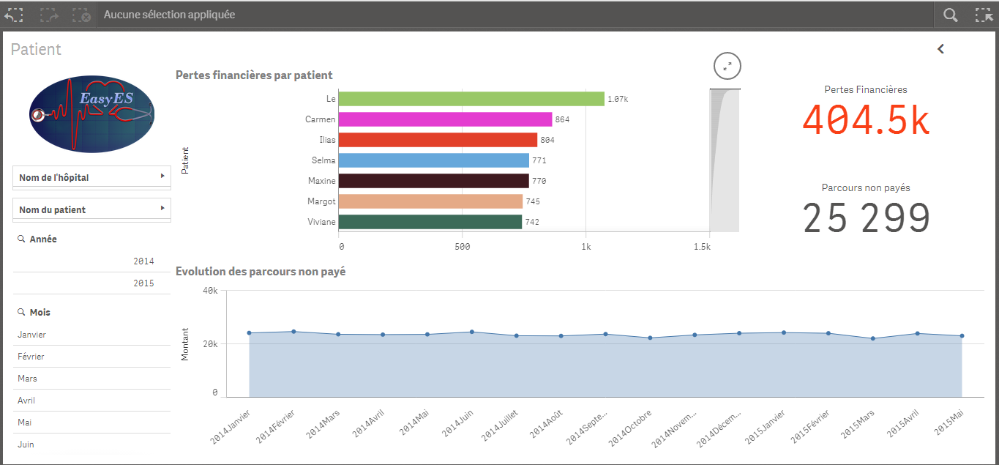 Aucune sélection appliquée
Patient
EasyES
Nom de l'hôpital
Nom du patient
Année
2014
2015
Mois
Janvier
Février
Mars
Avril
Mai
Juin
Pertes financières par patient
Patient
Le 1.07k
Carmen 864
Ilias 804
Selma 771
Maxine 770
Margot 745
Viviane 742
0 500 1k 1.5k
Pertes Financières
404.5k
Parcours non payés
25 299
Evolution des parcours non payé
Montant
40k
20k
0
2014Janvier 2014Février 2014Mars 2014Avril 2014Mai 2014Juin 2014Juillet 2014Août 2014Septe... 2014Octobre 2014Novem... 2014Décem... 2015Janvier 2015Février 2015Mars 2015Avril 2015Mai